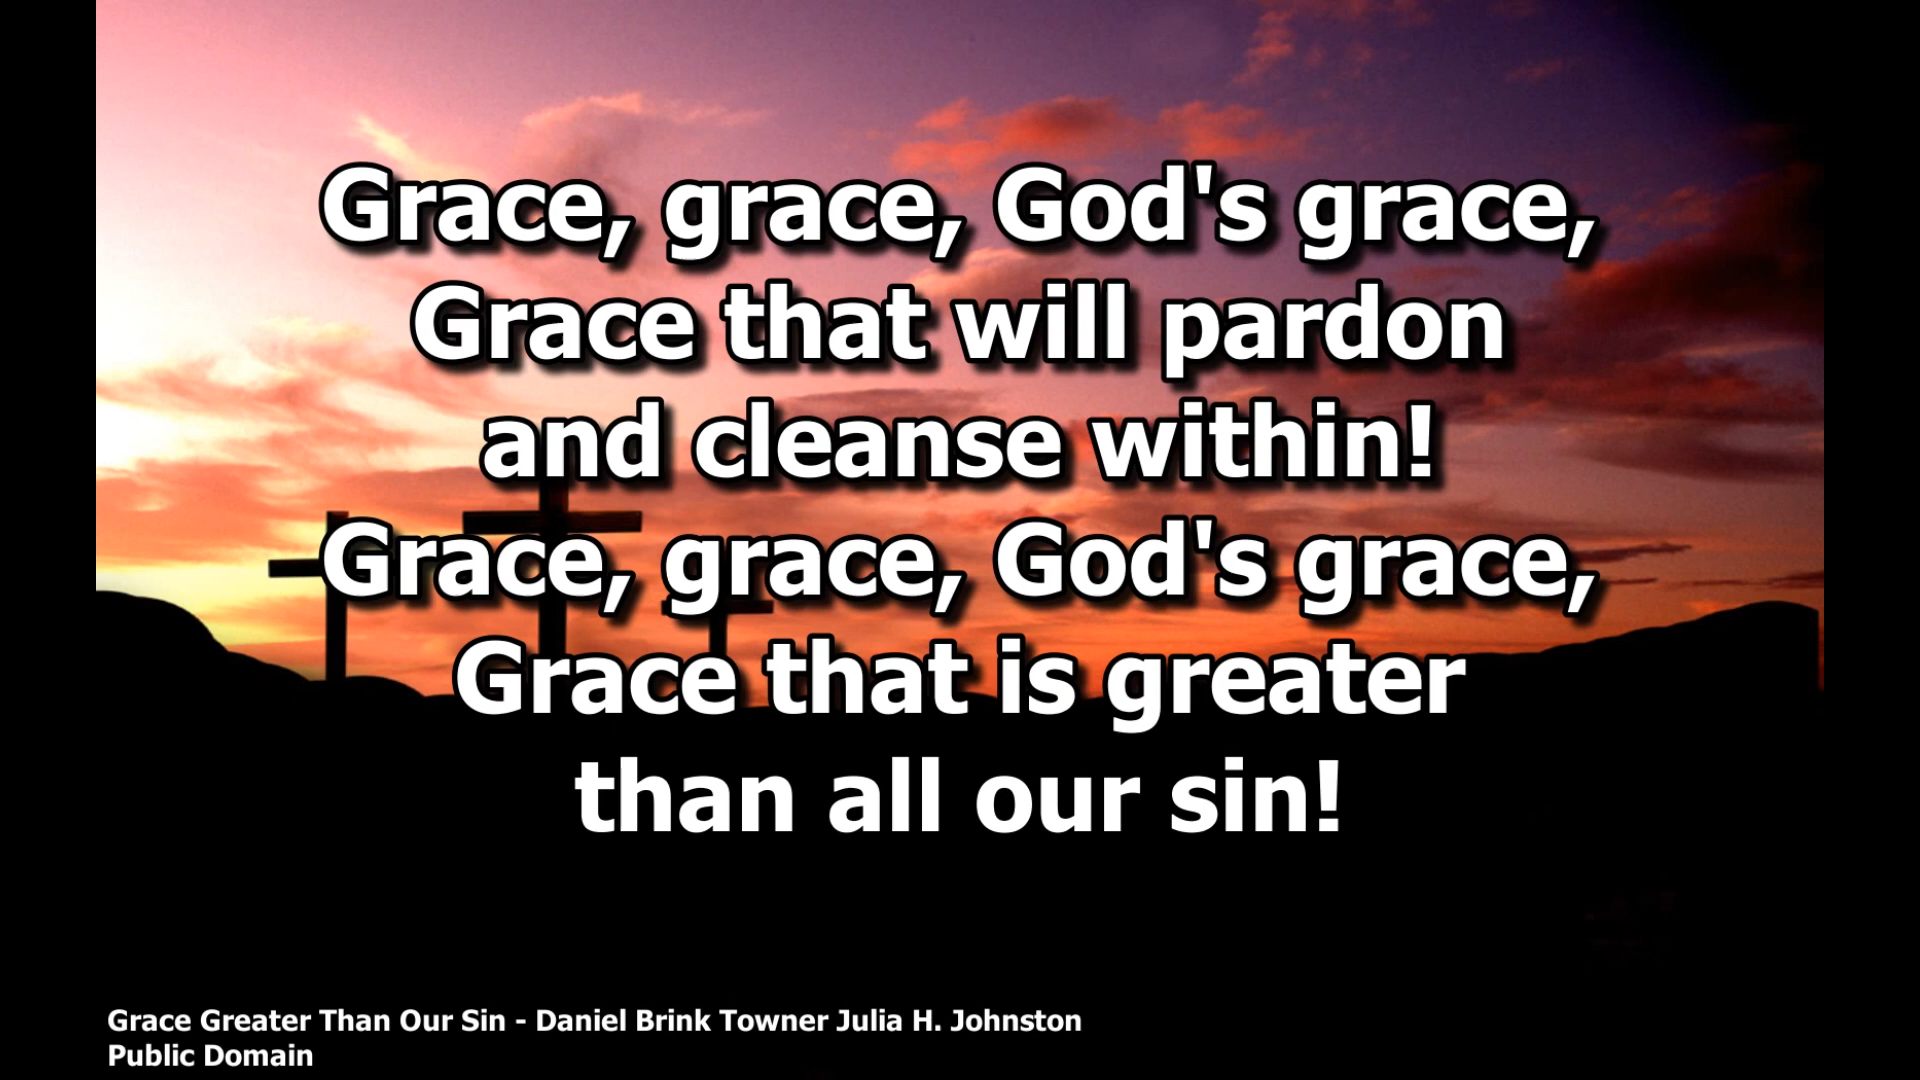 Grace, grace, God's grace,
Grace that will pardon
and cleanse within!
Grace, grace, God's grace,
Grace that is greater
than all our sin!
Grace Greater Than Our Sin - Daniel Brink Towner Julia H. Johnston
Public Domain